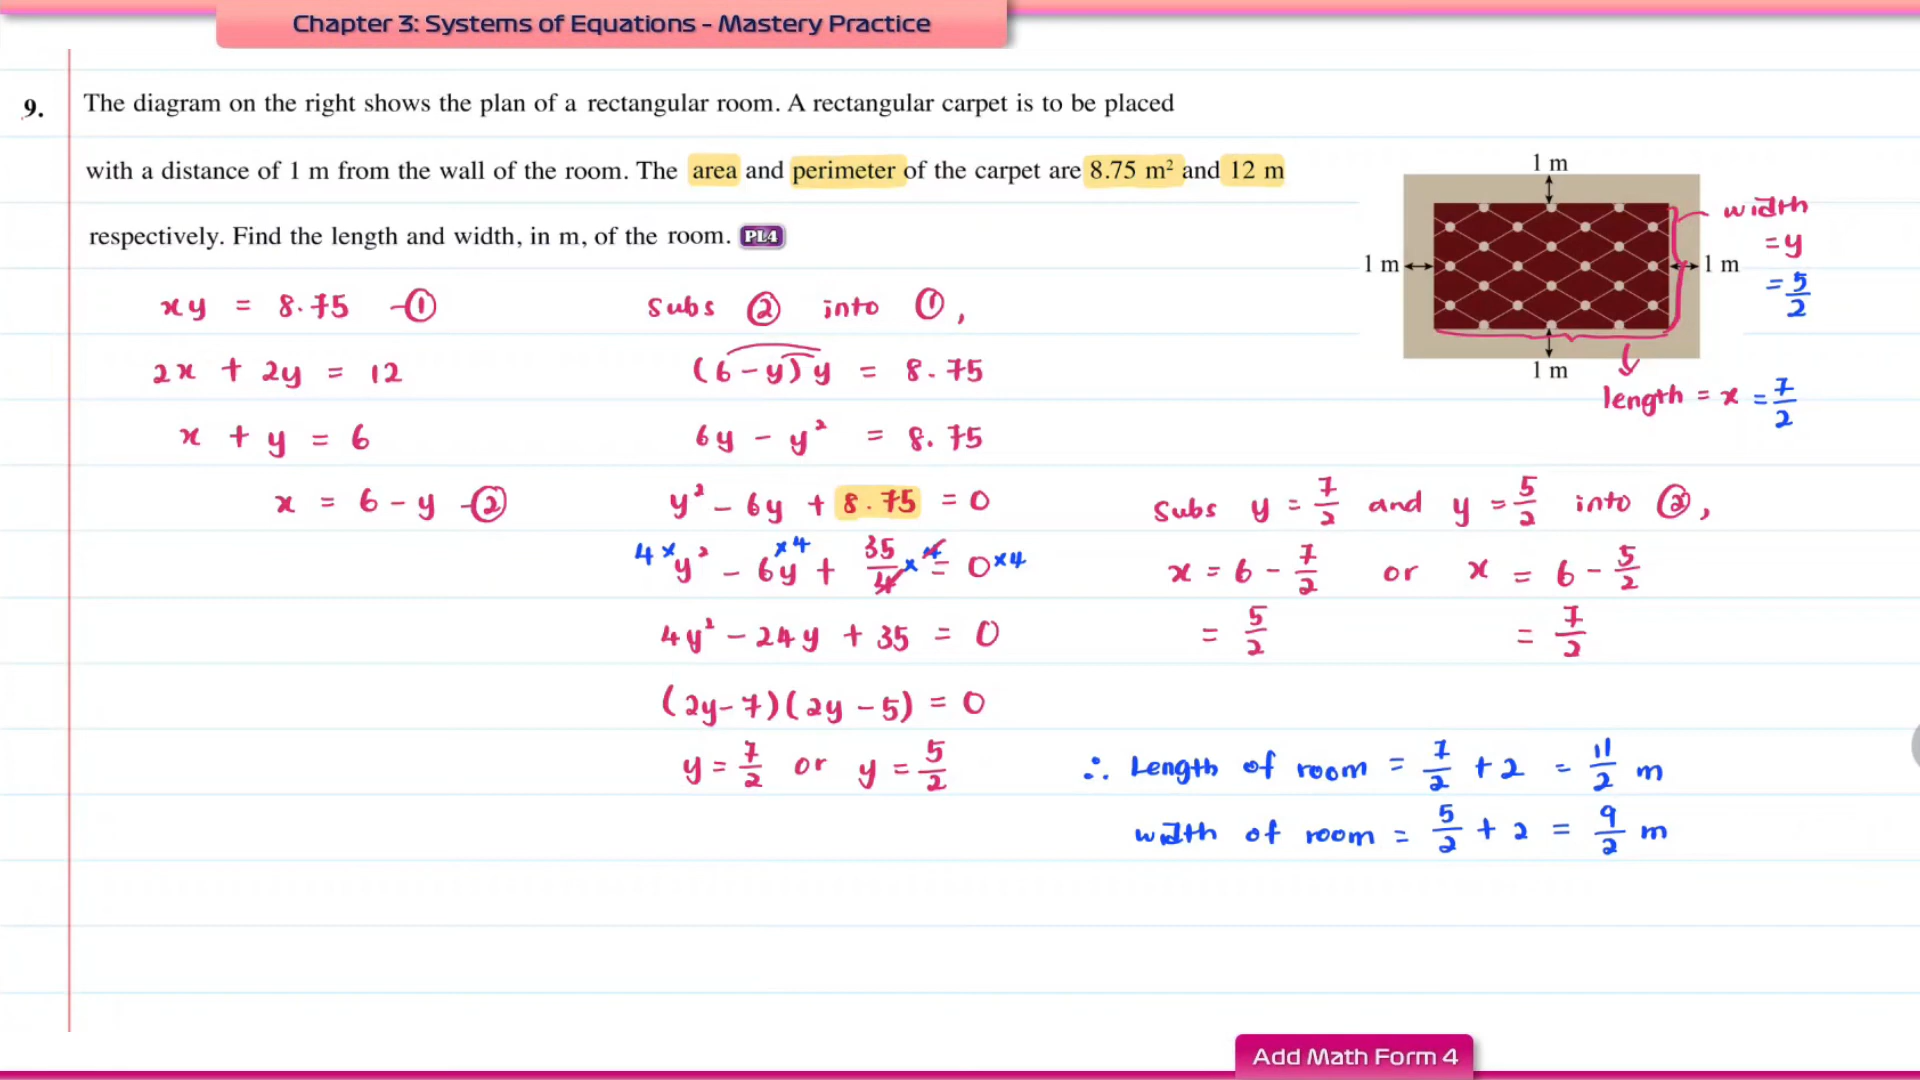 Chapter 3: Systems of Equations - Mastery Practice
9. The diagram on the right shows the plan of a rectangular room. A rectangular carpet is to be placed
with a distance of 1 m from the wall of the room. The area and perimeter of the carpet are 8.75 m² and 12 m
respectively. Find the length and width, in m, of the room. PL4
1 m
1 m
1 m
1 m
width
= y
= 5/2
length = x = 7/2
xy = 8.75 -①
2x + 2y = 12
x + y = 6
x = 6 - y -②
Subs ② into ①,
(6 - y) y = 8.75
6y - y² = 8.75
y² - 6y + 8.75 = 0
4× y² - 6y ×4 + 35/4 × 4 = 0 ×4
4y² - 24y + 35 = 0
(2y - 7)(2y - 5) = 0
y = 7/2 or y = 5/2
Subs y = 7/2 and y = 5/2 into ②,
x = 6 - 7/2 or x = 6 - 5/2
= 5/2 = 7/2
∴ Length of room = 7/2 + 2 = 11/2 m
width of room = 5/2 + 2 = 9/2 m
Add Math Form 4